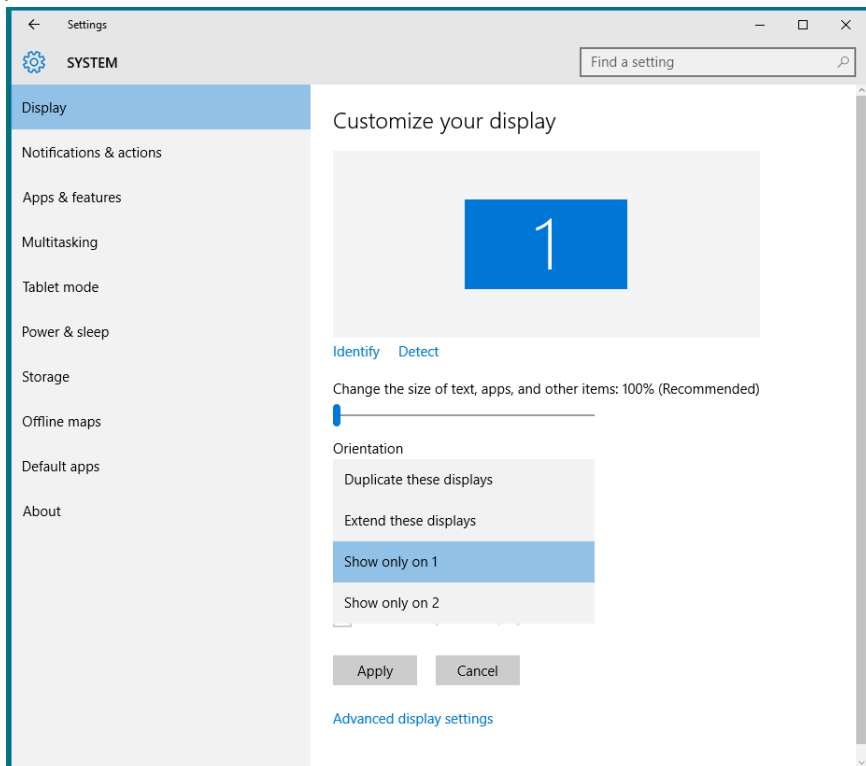 Settings
SYSTEM
Find a setting
Display
Notifications & actions
Apps & features
Multitasking
Tablet mode
Power & sleep
Storage
Offline maps
Default apps
About
Customize your display
1
Identify Detect
Change the size of text, apps, and other items: 100% (Recommended)
Orientation
Duplicate these displays
Extend these displays
Show only on 1
Show only on 2
Apply Cancel
Advanced display settings